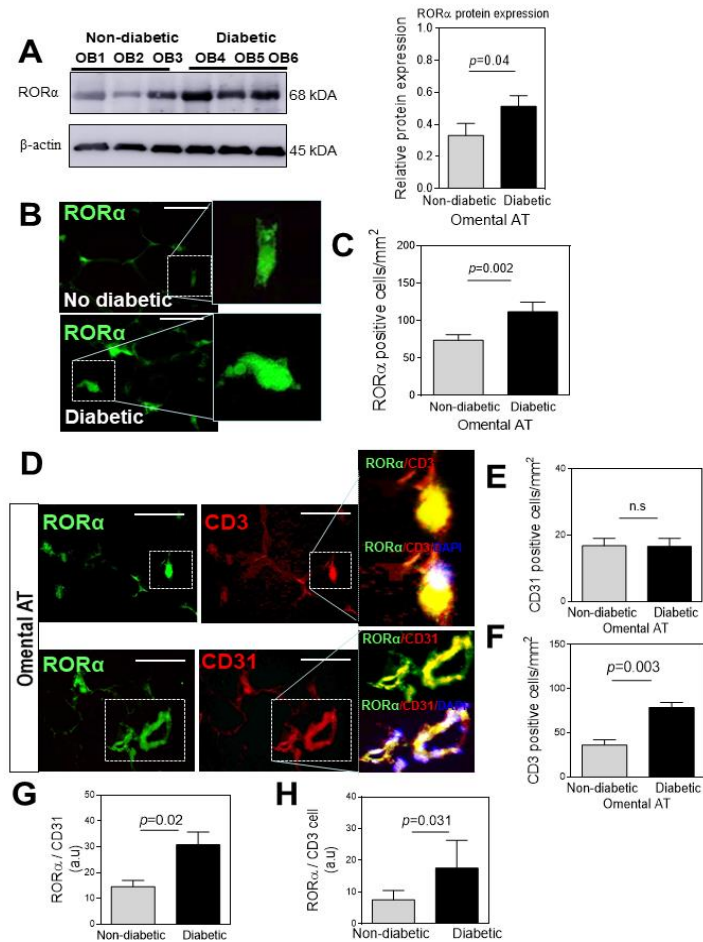 A
Non-diabetic Diabetic
OB1 OB2 OB3 OB4 OB5 OB6
RORα 68 kDA
β-actin 45 kDA
RORα protein expression
Relative protein expression
1.0
0.8
0.6
0.4
0.2
0.0
p=0.04
Non-diabetic Diabetic
Omental AT
B
RORα
No diabetic
RORα
Diabetic
C
RORα positive cells/mm²
200
150
100
50
0
p=0.002
Non-diabetic Diabetic
Omental AT
D
Omental AT
RORα
CD3
RORα/CD3
RORα/CD3/DAPI
RORα
CD31
RORα/CD31
RORα/CD31/DAPI
E
CD31 positive cells/mm²
40
20
0
n.s
Non-diabetic Diabetic
Omental AT
F
CD3 positive cells/mm²
150
100
50
0
p=0.003
Non-diabetic Diabetic
Omental AT
G
RORα / CD31
(a.u)
50
40
30
20
10
0
p=0.02
Non-diabetic Diabetic
H
RORα / CD3 cell
(a.u)
40
30
20
10
0
p=0.031
Non-diabetic Diabetic